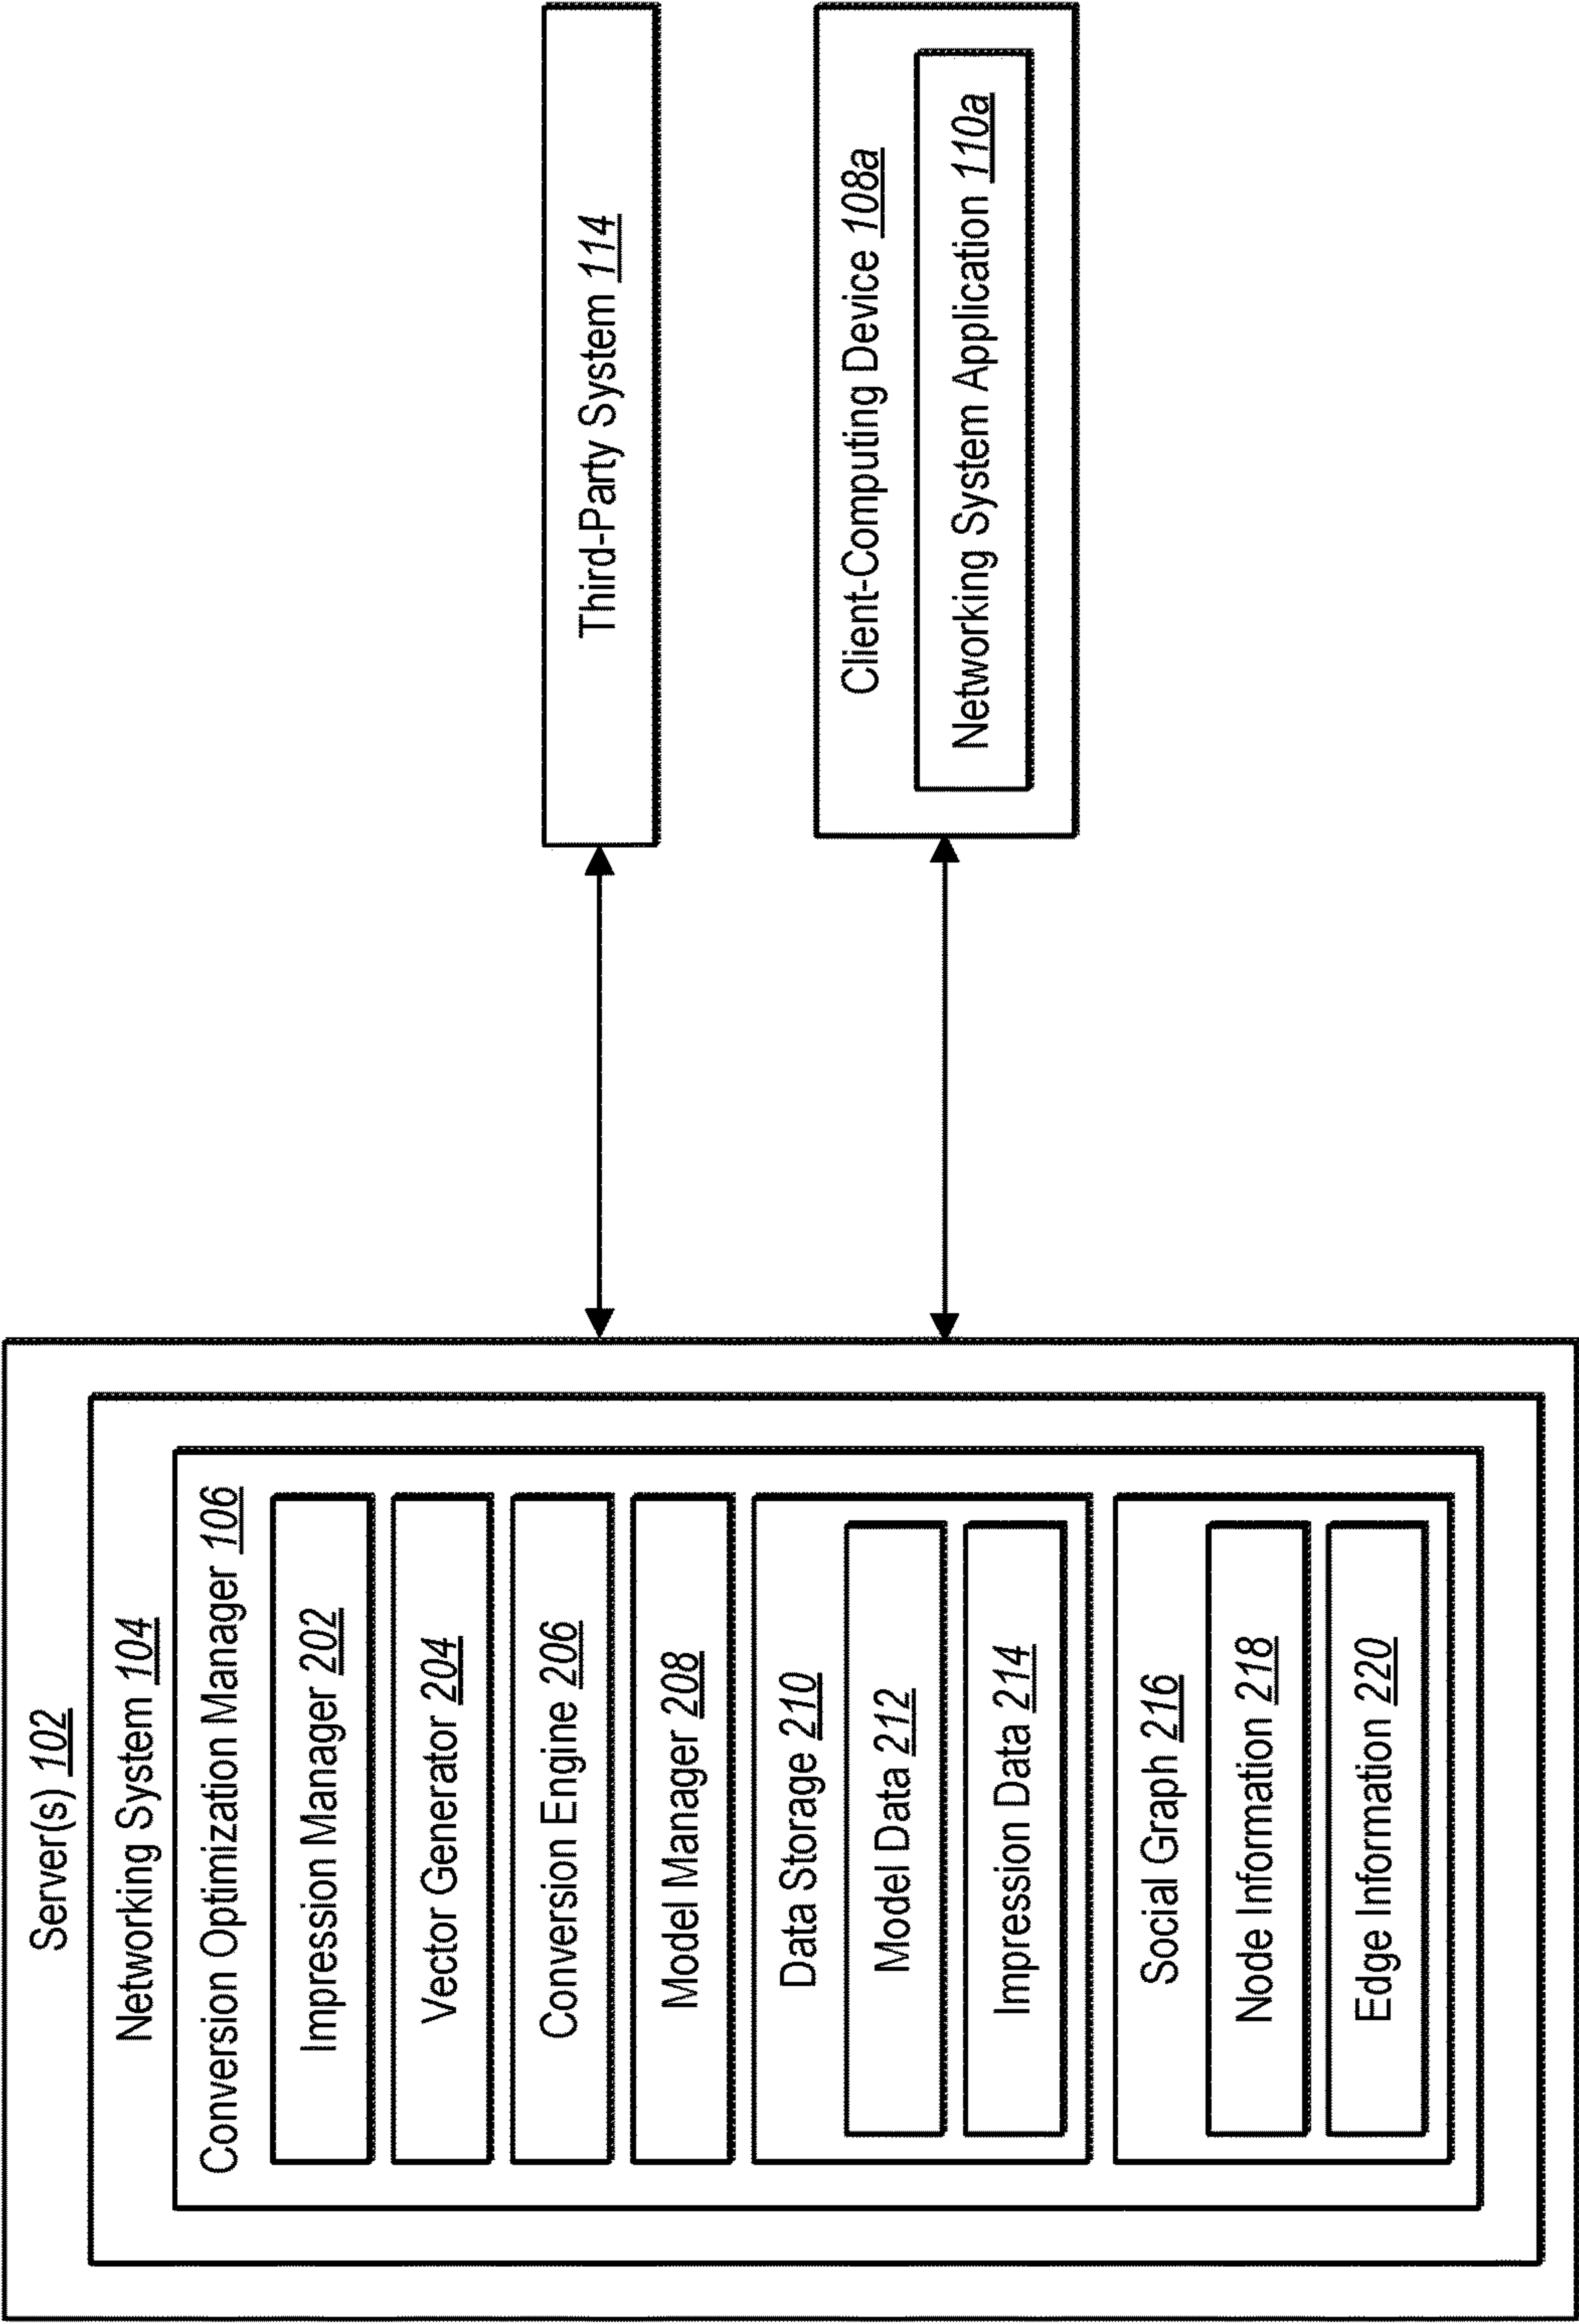 Server(s) 102
Networking System 104
Conversion Optimization Manager 106
Impression Manager 202
Vector Generator 204
Conversion Engine 206
Model Manager 208
Data Storage 210
Model Data 212
Impression Data 214
Social Graph 216
Node Information 218
Edge Information 220
Third-Party System 114
Client-Computing Device 108a
Networking System Application 110a